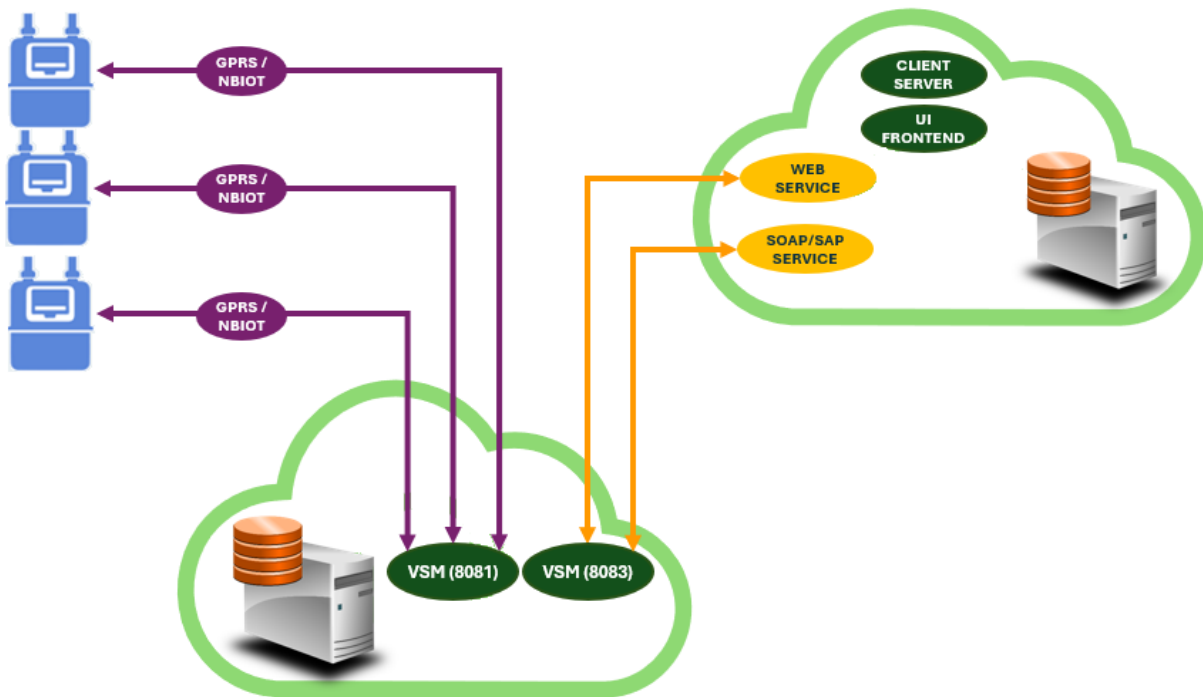 GPRS /
NBIOT
GPRS /
NBIOT
GPRS /
NBIOT
CLIENT
SERVER
UI
FRONTEND
WEB
SERVICE
SOAP/SAP
SERVICE
VSM (8081)
VSM (8083)